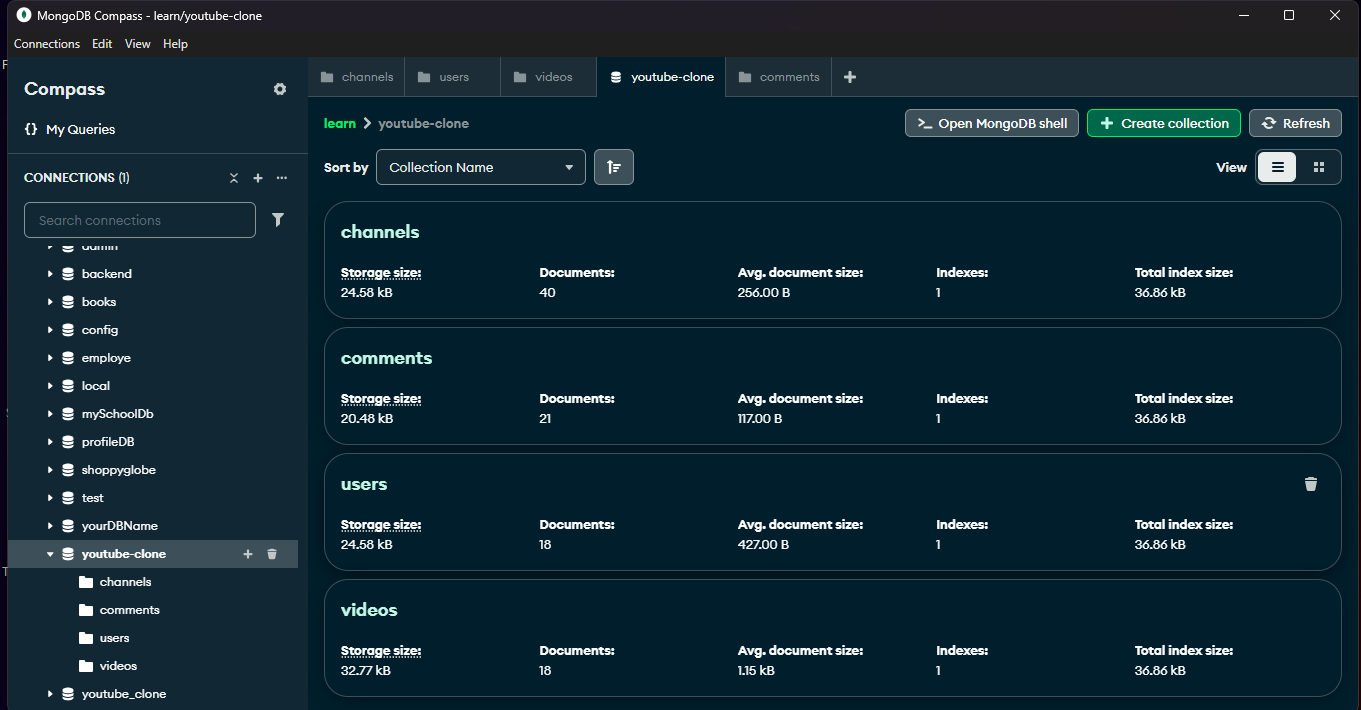 MongoDB Compass - learn/youtube-clone
Connections Edit View Help
Compass
My Queries
CONNECTIONS (1)
Search connections
admin
backend
books
config
employe
local
mySchoolDb
profileDB
shoppyglobe
test
yourDBName
youtube-clone
channels
comments
users
videos
youtube_clone
channels users videos youtube-clone comments
learn > youtube-clone
Open MongoDB shell Create collection Refresh
Sort by Collection Name View
channels
Storage size: Documents: Avg. document size: Indexes: Total index size:
24.58 kB 40 256.00 B 1 36.86 kB
comments
Storage size: Documents: Avg. document size: Indexes: Total index size:
20.48 kB 21 117.00 B 1 36.86 kB
users
Storage size: Documents: Avg. document size: Indexes: Total index size:
24.58 kB 18 427.00 B 1 36.86 kB
videos
Storage size: Documents: Avg. document size: Indexes: Total index size:
32.77 kB 18 1.15 kB 1 36.86 kB